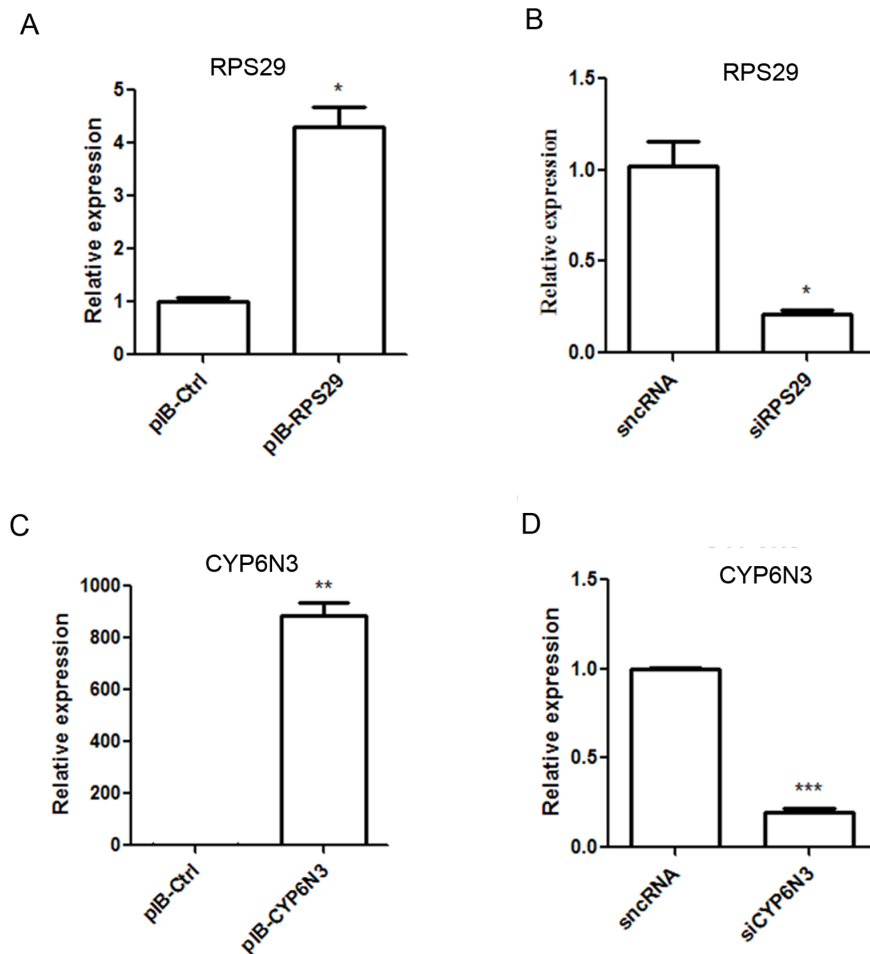 A
RPS29
*
Relative expression
5
4
3
2
1
0
pIB-Ctrl
pIB-RPS29
B
RPS29
Relative expression
1.5
1.0
0.5
0.0
*
sncRNA
siRPS29
C
CYP6N3
**
Relative expression
1000
800
600
400
200
0
pIB-Ctrl
pIB-CYP6N3
D
CYP6N3
Relative expression
1.5
1.0
0.5
0.0
***
sncRNA
siCYP6N3